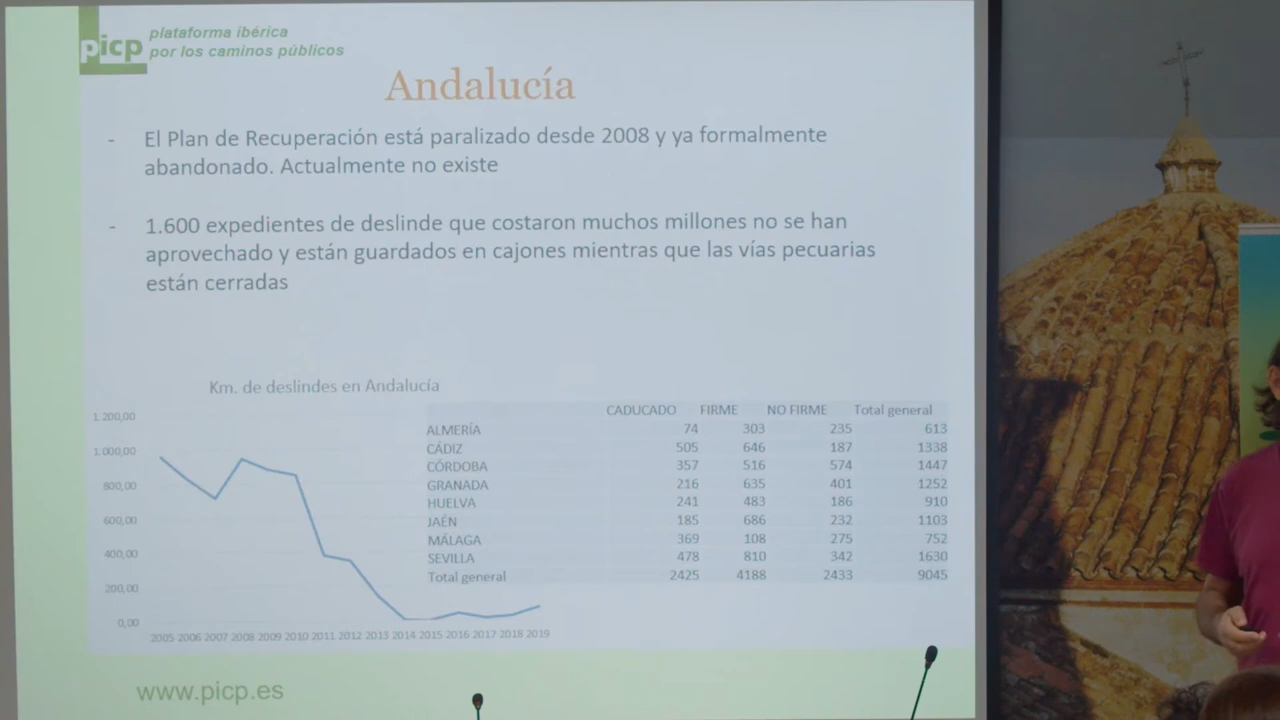 picp
plataforma ibérica
por los caminos públicos
Andalucía
- El Plan de Recuperación está paralizado desde 2008 y ya formalmente
abandonado. Actualmente no existe
- 1.600 expedientes de deslinde que costaron muchos millones no se han
aprovechado y están guardados en cajones mientras que las vías pecuarias
están cerradas
Km. de deslindes en Andalucía
1.200,00
1.000,00
800,00
600,00
400,00
200,00
0,00
2005 2006 2007 2008 2009 2010 2011 2012 2013 2014 2015 2016 2017 2018 2019
CADUCADO FIRME NO FIRME Total general
ALMERÍA 74 303 235 613
CÁDIZ 505 646 187 1338
CÓRDOBA 357 516 574 1447
GRANADA 216 635 401 1252
HUELVA 241 483 186 910
JAÉN 185 686 232 1103
MÁLAGA 369 108 275 752
SEVILLA 478 810 342 1630
Total general 2425 4188 2433 9045
www.picp.es